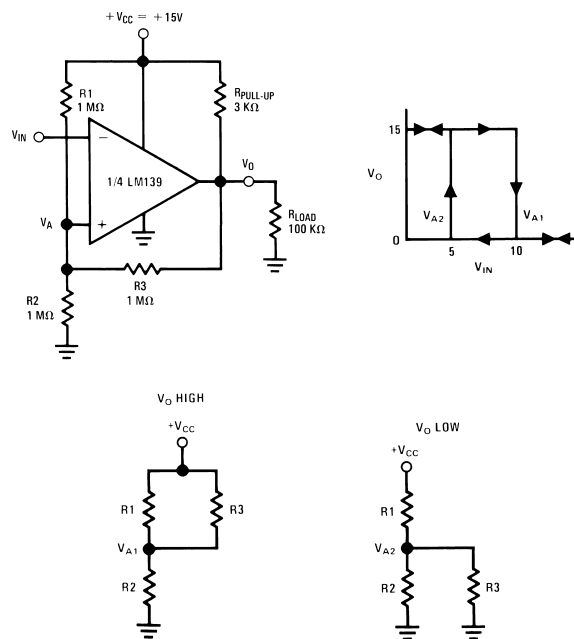 +VCC = +15V
R1
1 MΩ
RPULL-UP
3 KΩ
VIN
−
1/4 LM139
VO
VA
+
RLOAD
100 KΩ
R3
1 MΩ
R2
1 MΩ
15
VO
VA2
VA1
0
5
10
VIN
VO HIGH
+VCC
R1
R3
VA1
R2
VO LOW
+VCC
R1
VA2
R2
R3